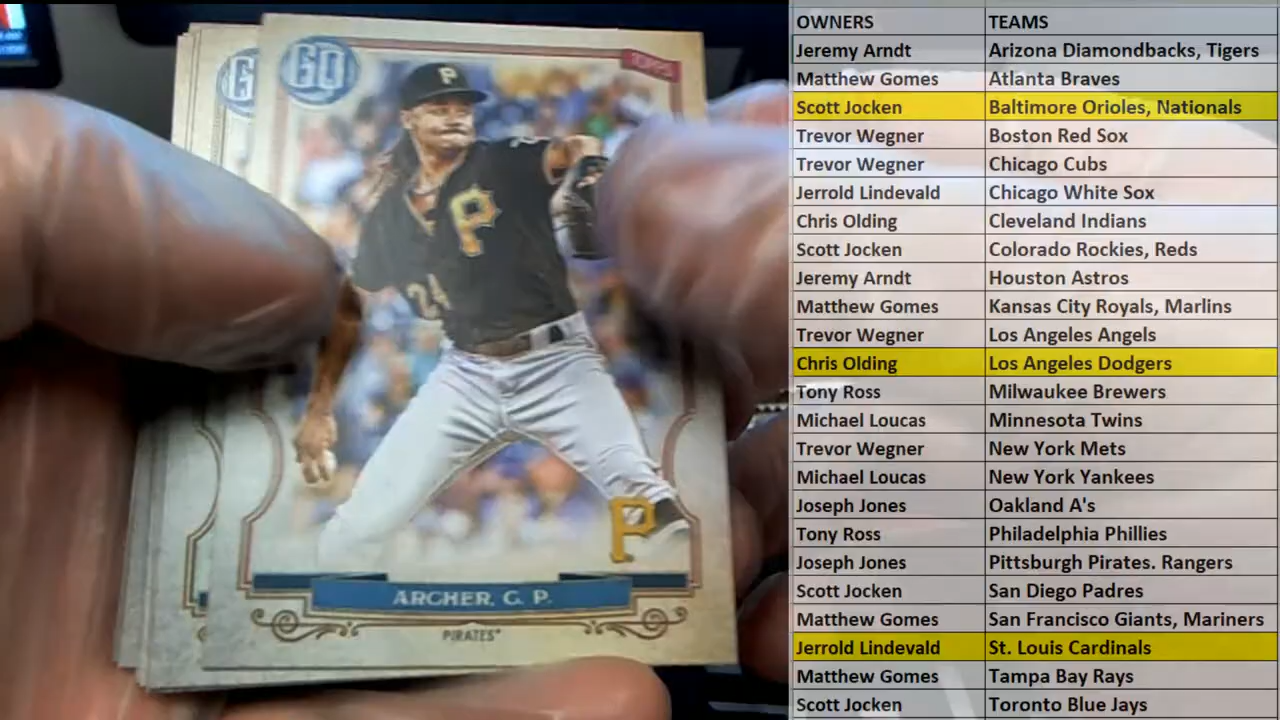 GQ
TOPPS
P
P
24
P
ARCHER, C. P.
PIRATES
OWNERS TEAMS
Jeremy Arndt Arizona Diamondbacks, Tigers
Matthew Gomes Atlanta Braves
Scott Jocken Baltimore Orioles, Nationals
Trevor Wegner Boston Red Sox
Trevor Wegner Chicago Cubs
Jerrold Lindevald Chicago White Sox
Chris Olding Cleveland Indians
Scott Jocken Colorado Rockies, Reds
Jeremy Arndt Houston Astros
Matthew Gomes Kansas City Royals, Marlins
Trevor Wegner Los Angeles Angels
Chris Olding Los Angeles Dodgers
Tony Ross Milwaukee Brewers
Michael Loucas Minnesota Twins
Trevor Wegner New York Mets
Michael Loucas New York Yankees
Joseph Jones Oakland A's
Tony Ross Philadelphia Phillies
Joseph Jones Pittsburgh Pirates. Rangers
Scott Jocken San Diego Padres
Matthew Gomes San Francisco Giants, Mariners
Jerrold Lindevald St. Louis Cardinals
Matthew Gomes Tampa Bay Rays
Scott Jocken Toronto Blue Jays